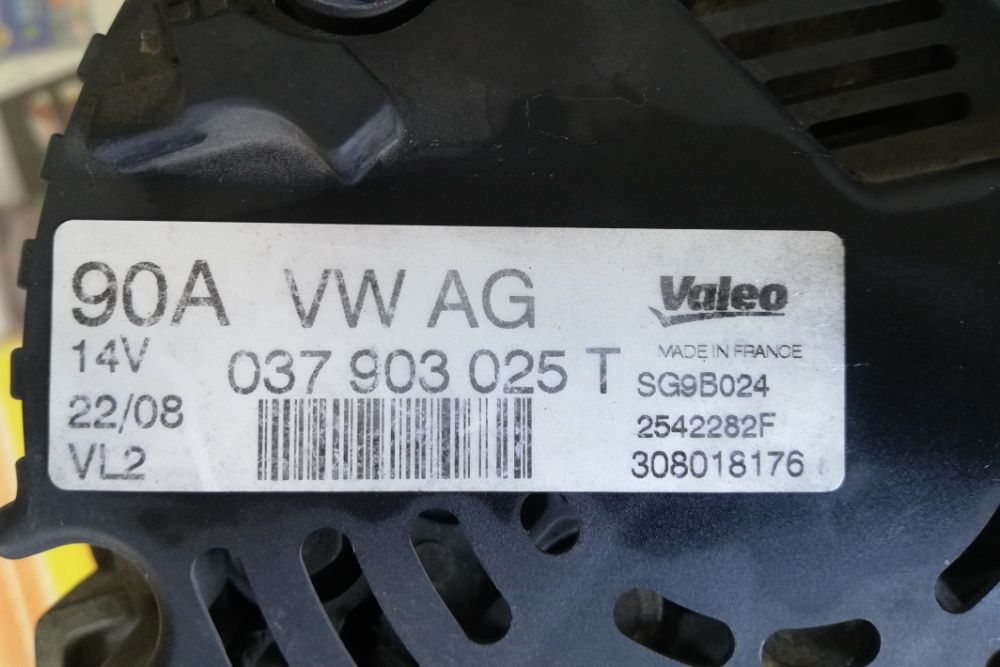 90A VW AG
14V
037 903 025 T
22/08
VL2
Valeo
MADE IN FRANCE
SG9B024
2542282F
308018176